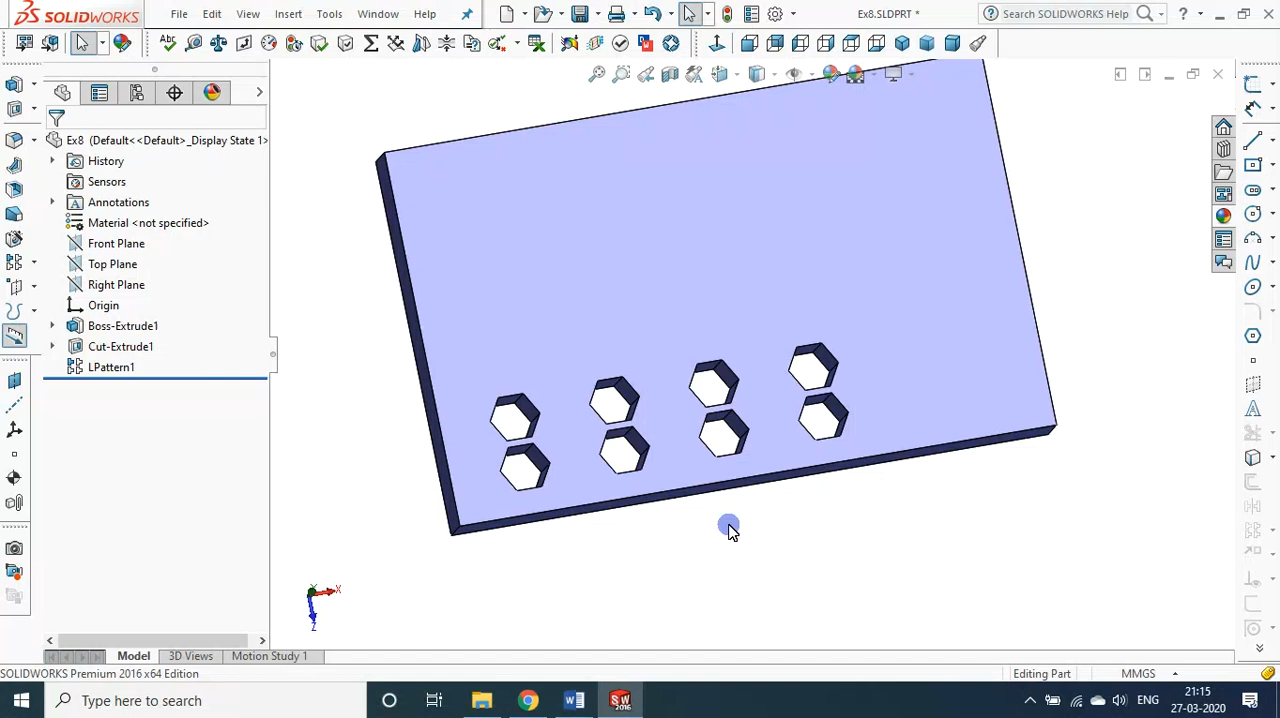 SOLIDWORKS File Edit View Insert Tools Window Help Ex8.SLDPRT * Search SOLIDWORKS Help ?
Ex8 (Default<<Default>_Display State 1>
History
Sensors
Annotations
Material <not specified>
Front Plane
Top Plane
Right Plane
Origin
Boss-Extrude1
Cut-Extrude1
LPattern1
X
Z
Model 3D Views Motion Study 1
SOLIDWORKS Premium 2016 x64 Edition Editing Part MMGS
Type here to search
ENG
21:15
27-03-2020